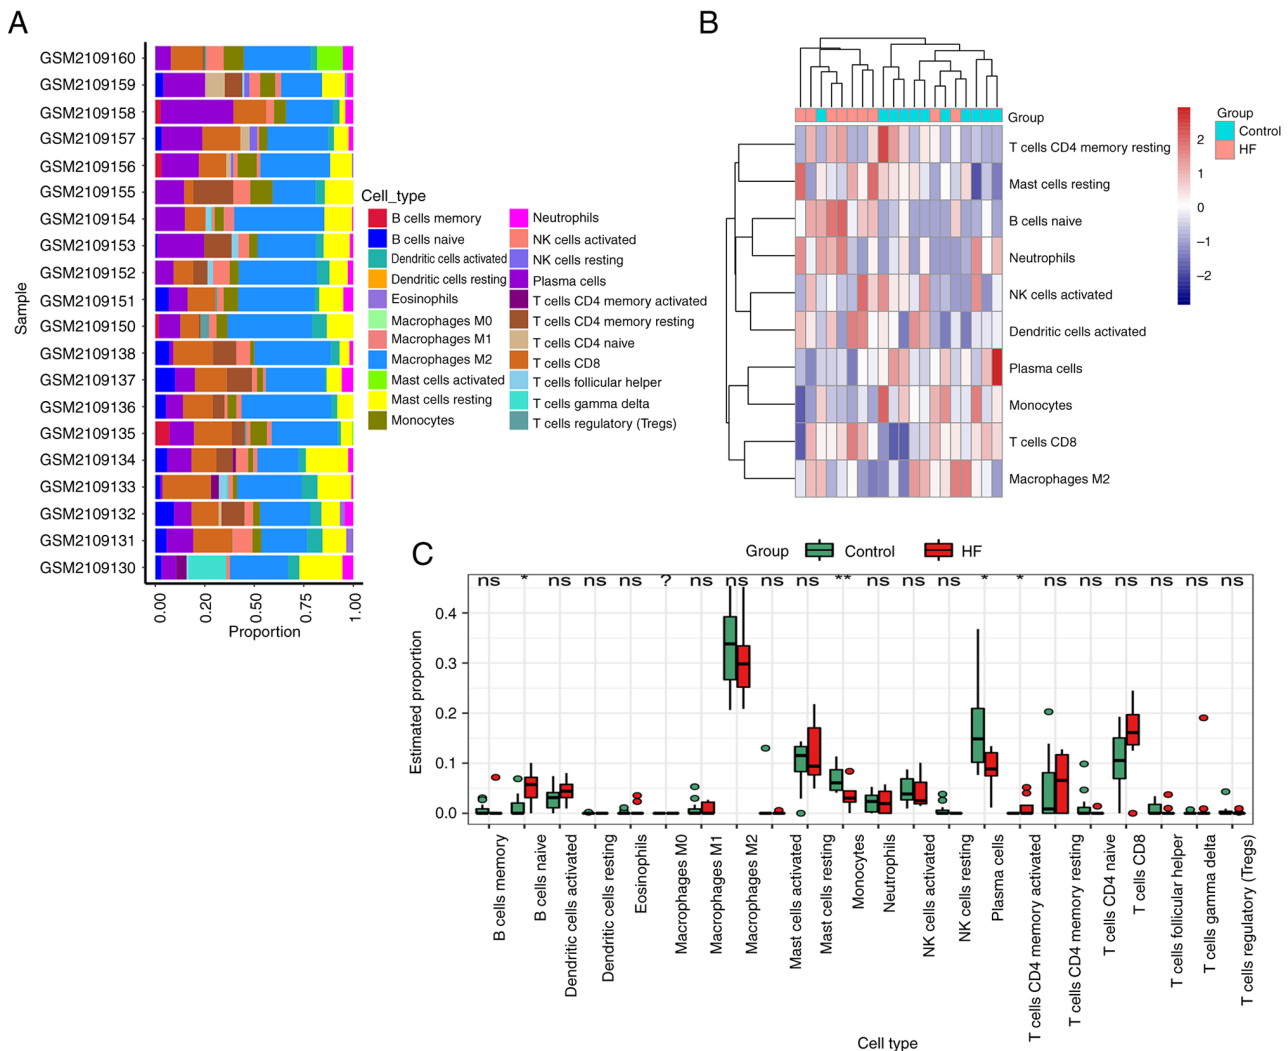 A
GSM2109160
GSM2109159
GSM2109158
GSM2109157
GSM2109156
GSM2109155
GSM2109154
GSM2109153
GSM2109152
GSM2109151
GSM2109150
GSM2109138
GSM2109137
GSM2109136
GSM2109135
GSM2109134
GSM2109133
GSM2109132
GSM2109131
GSM2109130
Sample
0.00
0.25
0.50
0.75
1.00
Proportion
Cell_type
B cells memory
B cells naive
Dendritic cells activated
Dendritic cells resting
Eosinophils
Macrophages M0
Macrophages M1
Macrophages M2
Mast cells activated
Mast cells resting
Monocytes
Neutrophils
NK cells activated
NK cells resting
Plasma cells
T cells CD4 memory activated
T cells CD4 memory resting
T cells CD4 naive
T cells CD8
T cells follicular helper
T cells gamma delta
T cells regulatory (Tregs)
B
Group
T cells CD4 memory resting
Mast cells resting
B cells naive
Neutrophils
NK cells activated
Dendritic cells activated
Plasma cells
Monocytes
T cells CD8
Macrophages M2
2
1
0
−1
−2
Group
Control
HF
C
Group
Control
HF
ns * ns ns ns ? ns ns ns ns ** ns ns ns * * ns ns ns ns ns ns
0.4
0.3
0.2
0.1
0.0
Estimated proportion
B cells memory
B cells naive
Dendritic cells activated
Dendritic cells resting
Eosinophils
Macrophages M0
Macrophages M1
Macrophages M2
Mast cells activated
Mast cells resting
Monocytes
Neutrophils
NK cells activated
NK cells resting
Plasma cells
T cells CD4 memory activated
T cells CD4 memory resting
T cells CD4 naive
T cells CD8
T cells follicular helper
T cells gamma delta
T cells regulatory (Tregs)
Cell type